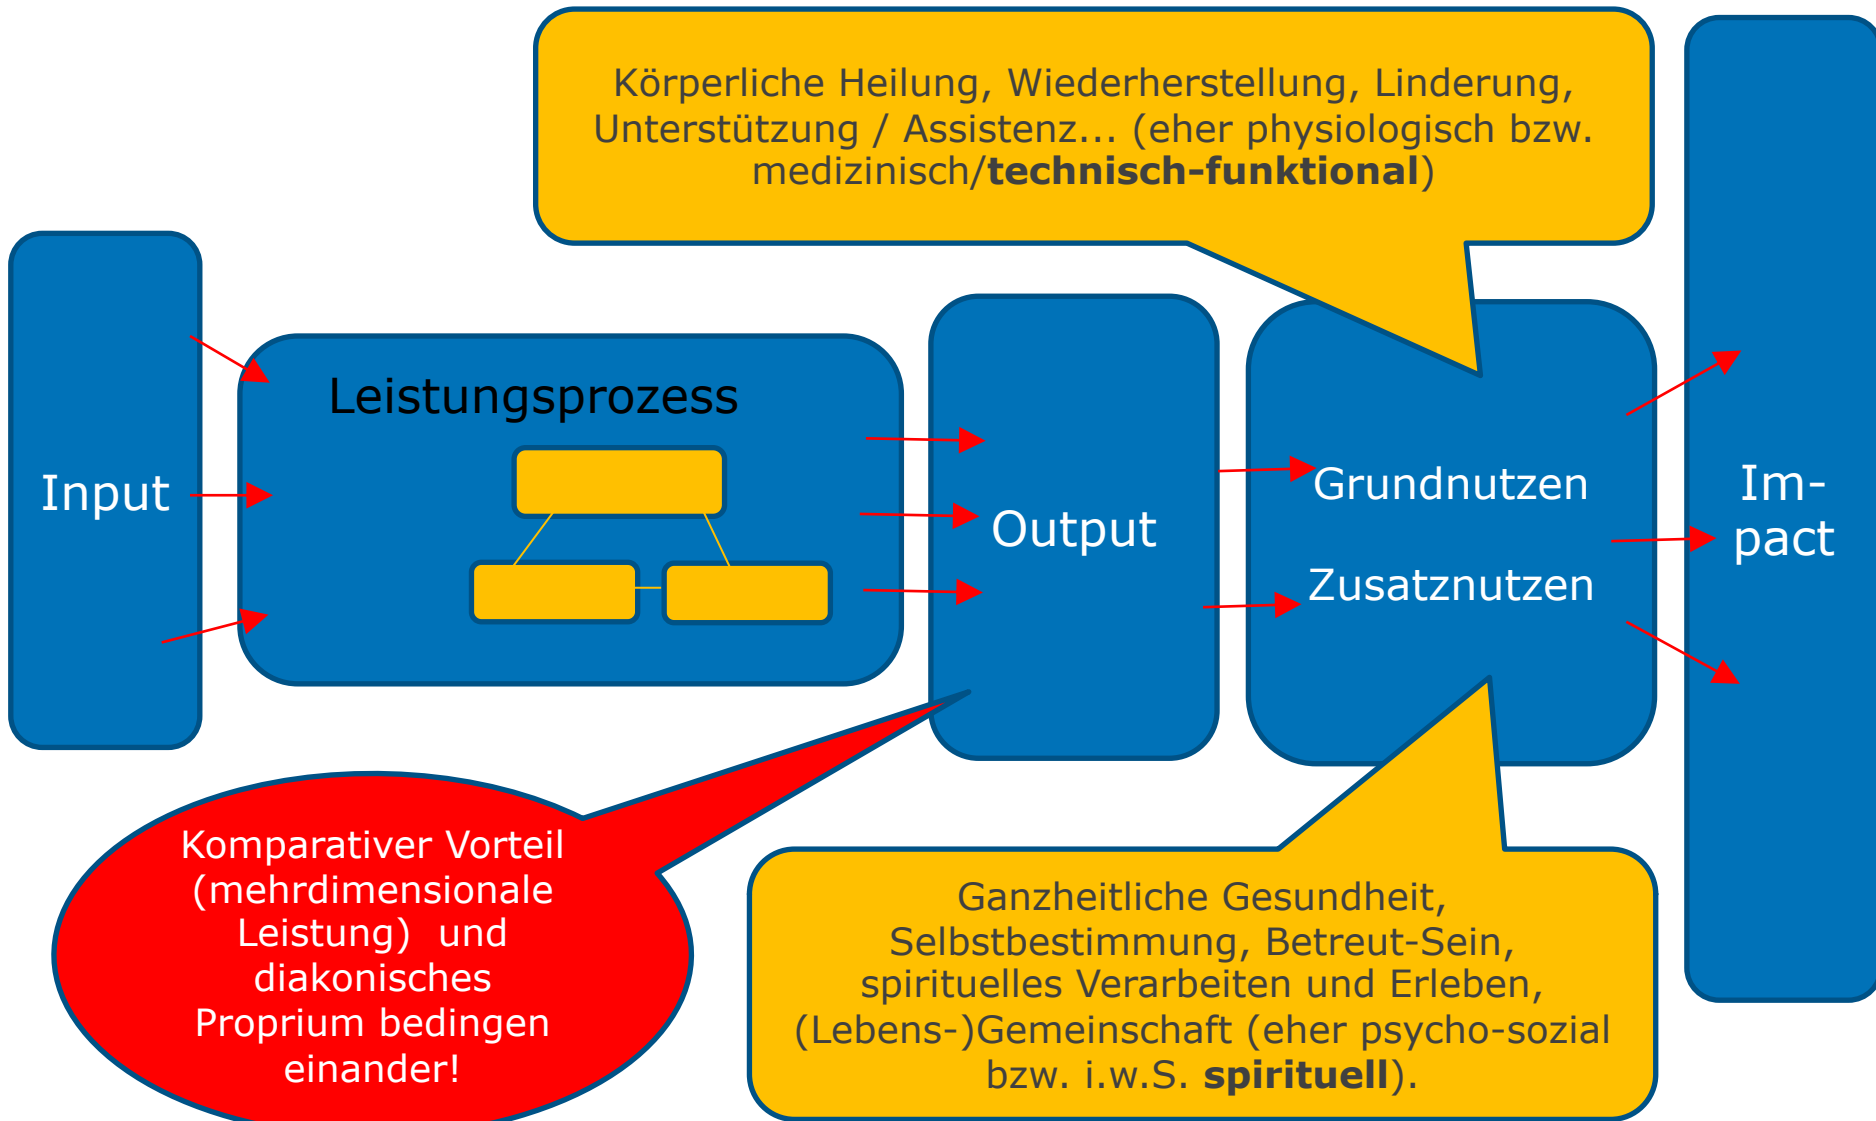 Körperliche Heilung, Wiederherstellung, Linderung,
Unterstützung / Assistenz... (eher physiologisch bzw.
medizinisch/technisch-funktional)
Input
Leistungsprozess
Output
Grundnutzen
Zusatznutzen
Im-
pact
Komparativer Vorteil
(mehrdimensionale
Leistung) und
diakonisches
Proprium bedingen
einander!
Ganzheitliche Gesundheit,
Selbstbestimmung, Betreut-Sein,
spirituelles Verarbeiten und Erleben,
(Lebens-)Gemeinschaft (eher psycho-sozial
bzw. i.w.S. spirituell).